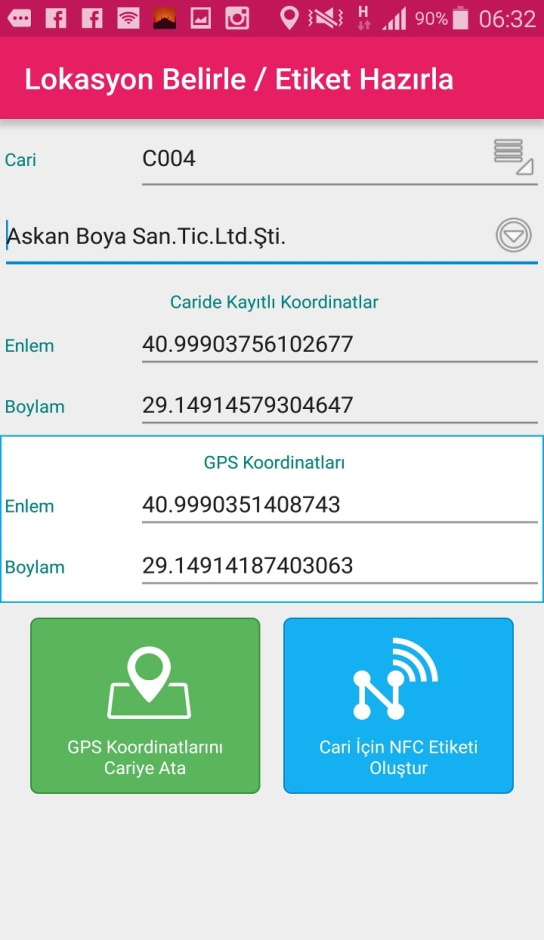 H 90% 06:32
Lokasyon Belirle / Etiket Hazırla
Cari C004
Askan Boya San.Tic.Ltd.Şti.
Caride Kayıtlı Koordinatlar
Enlem 40.99903756102677
Boylam 29.14914579304647
GPS Koordinatları
Enlem 40.9990351408743
Boylam 29.14914187403063
GPS Koordinatlarını
Cariye Ata
Cari İçin NFC Etiketi
Oluştur